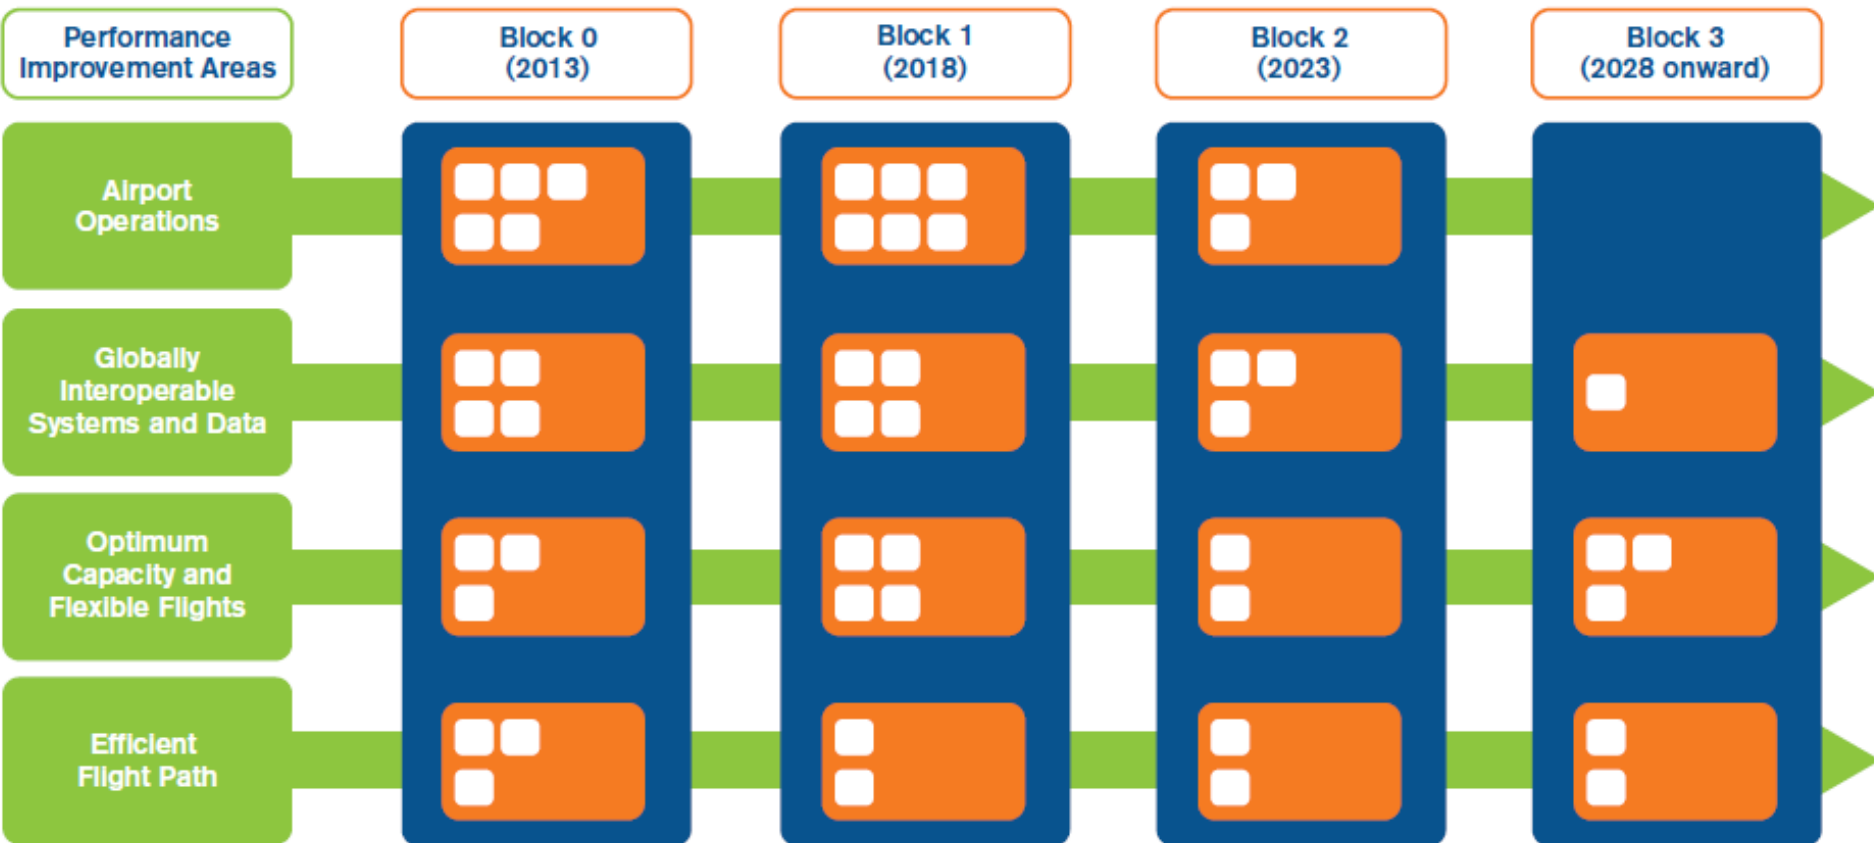 Performance
Improvement Areas
Block 0
(2013)
Block 1
(2018)
Block 2
(2023)
Block 3
(2028 onward)
Airport
Operations
Globally
Interoperable
Systems and Data
Optimum
Capacity and
Flexible Flights
Efficient
Flight Path